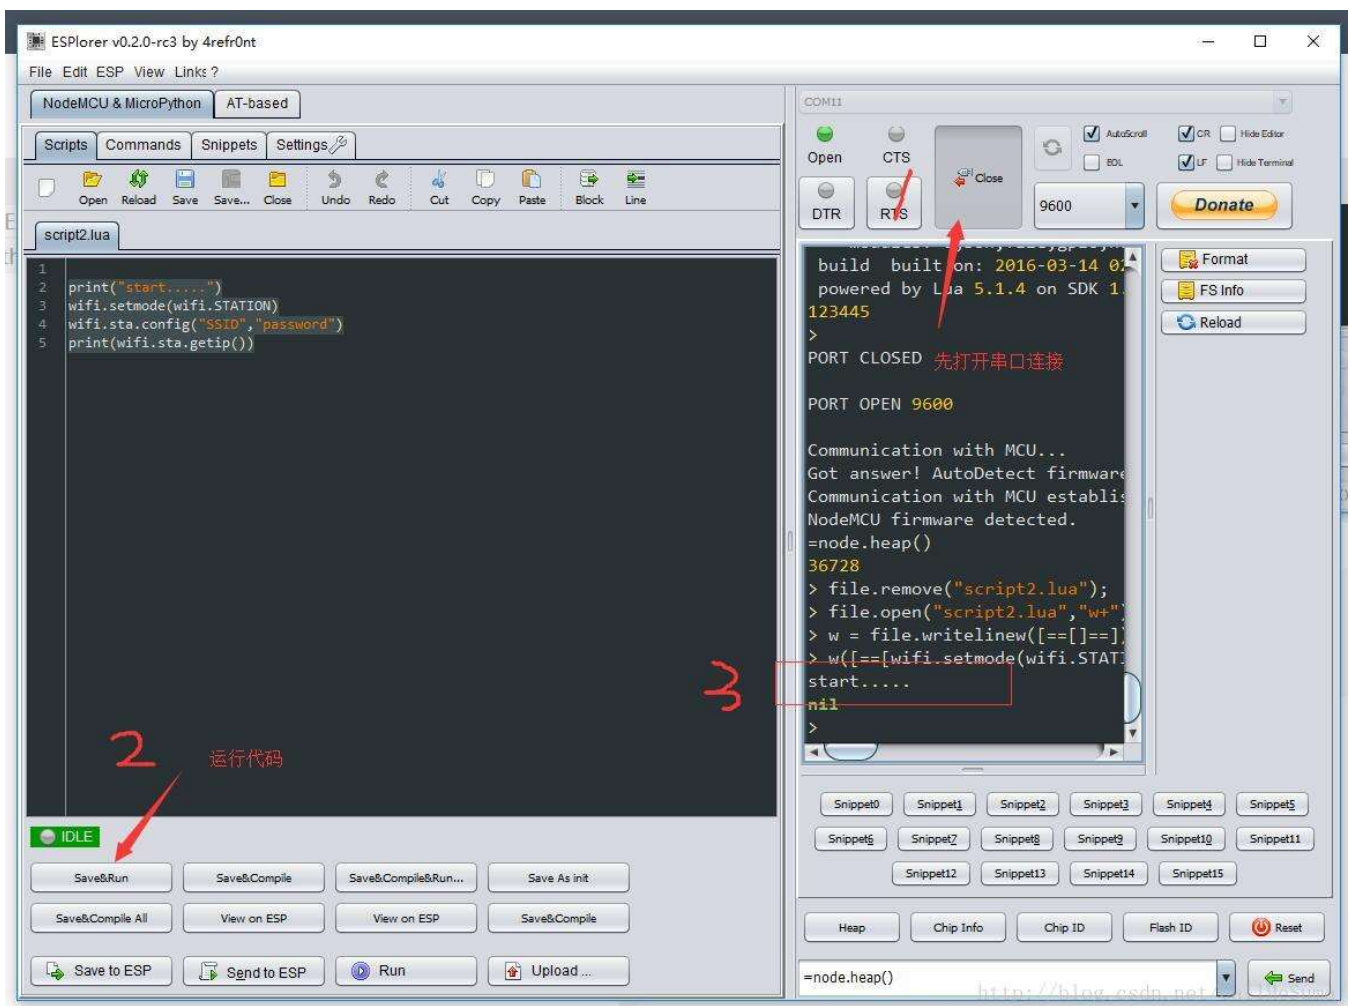 ESPlorer v0.2.0-rc3 by 4refr0nt
File Edit ESP View Links ?
NodeMCU & MicroPython AT-based
Scripts Commands Snippets Settings
Open Reload Save Save... Close Undo Redo Cut Copy Paste Block Line
script2.lua
1
2 print("start.....")
3 wifi.setmode(wifi.STATION)
4 wifi.sta.config("SSID","password")
5 print(wifi.sta.getip())
2 运行代码
IDLE
Save&Run Save&Compile Save&Compile&Run... Save As init
Save&Compile All View on ESP View on ESP Save&Compile
Save to ESP Send to ESP Run Upload ...
COM11
Open CTS Close AutoScroll CR Hide Editor
EOL LF Hide Terminal
DTR RTS 9600 Donate
build built on: 2016-03-14 02
powered by Lua 5.1.4 on SDK 1.
123445
>
PORT CLOSED 先打开串口连接
PORT OPEN 9600
Communication with MCU...
Got answer! AutoDetect firmware
Communication with MCU establis
NodeMCU firmware detected.
=node.heap()
36728
> file.remove("script2.lua");
> file.open("script2.lua","w+")
> w = file.writelinew([==[]==])
> w([==[wifi.setmode(wifi.STATI
3
start.....
nil
>
Format
FS Info
Reload
Snippet0 Snippet1 Snippet2 Snippet3 Snippet4 Snippet5
Snippet6 Snippet7 Snippet8 Snippet9 Snippet10 Snippet11
Snippet12 Snippet13 Snippet14 Snippet15
Heap Chip Info Chip ID Flash ID Reset
=node.heap() Send